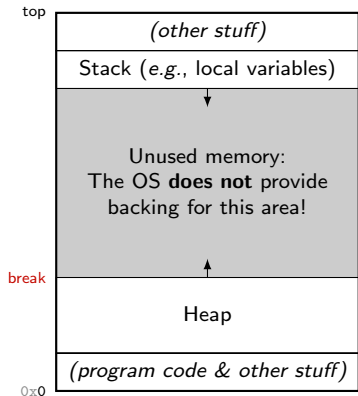 top
(other stuff)
Stack (e.g., local variables)
Unused memory:
The OS does not provide
backing for this area!
break
Heap
(program code & other stuff)
0x0